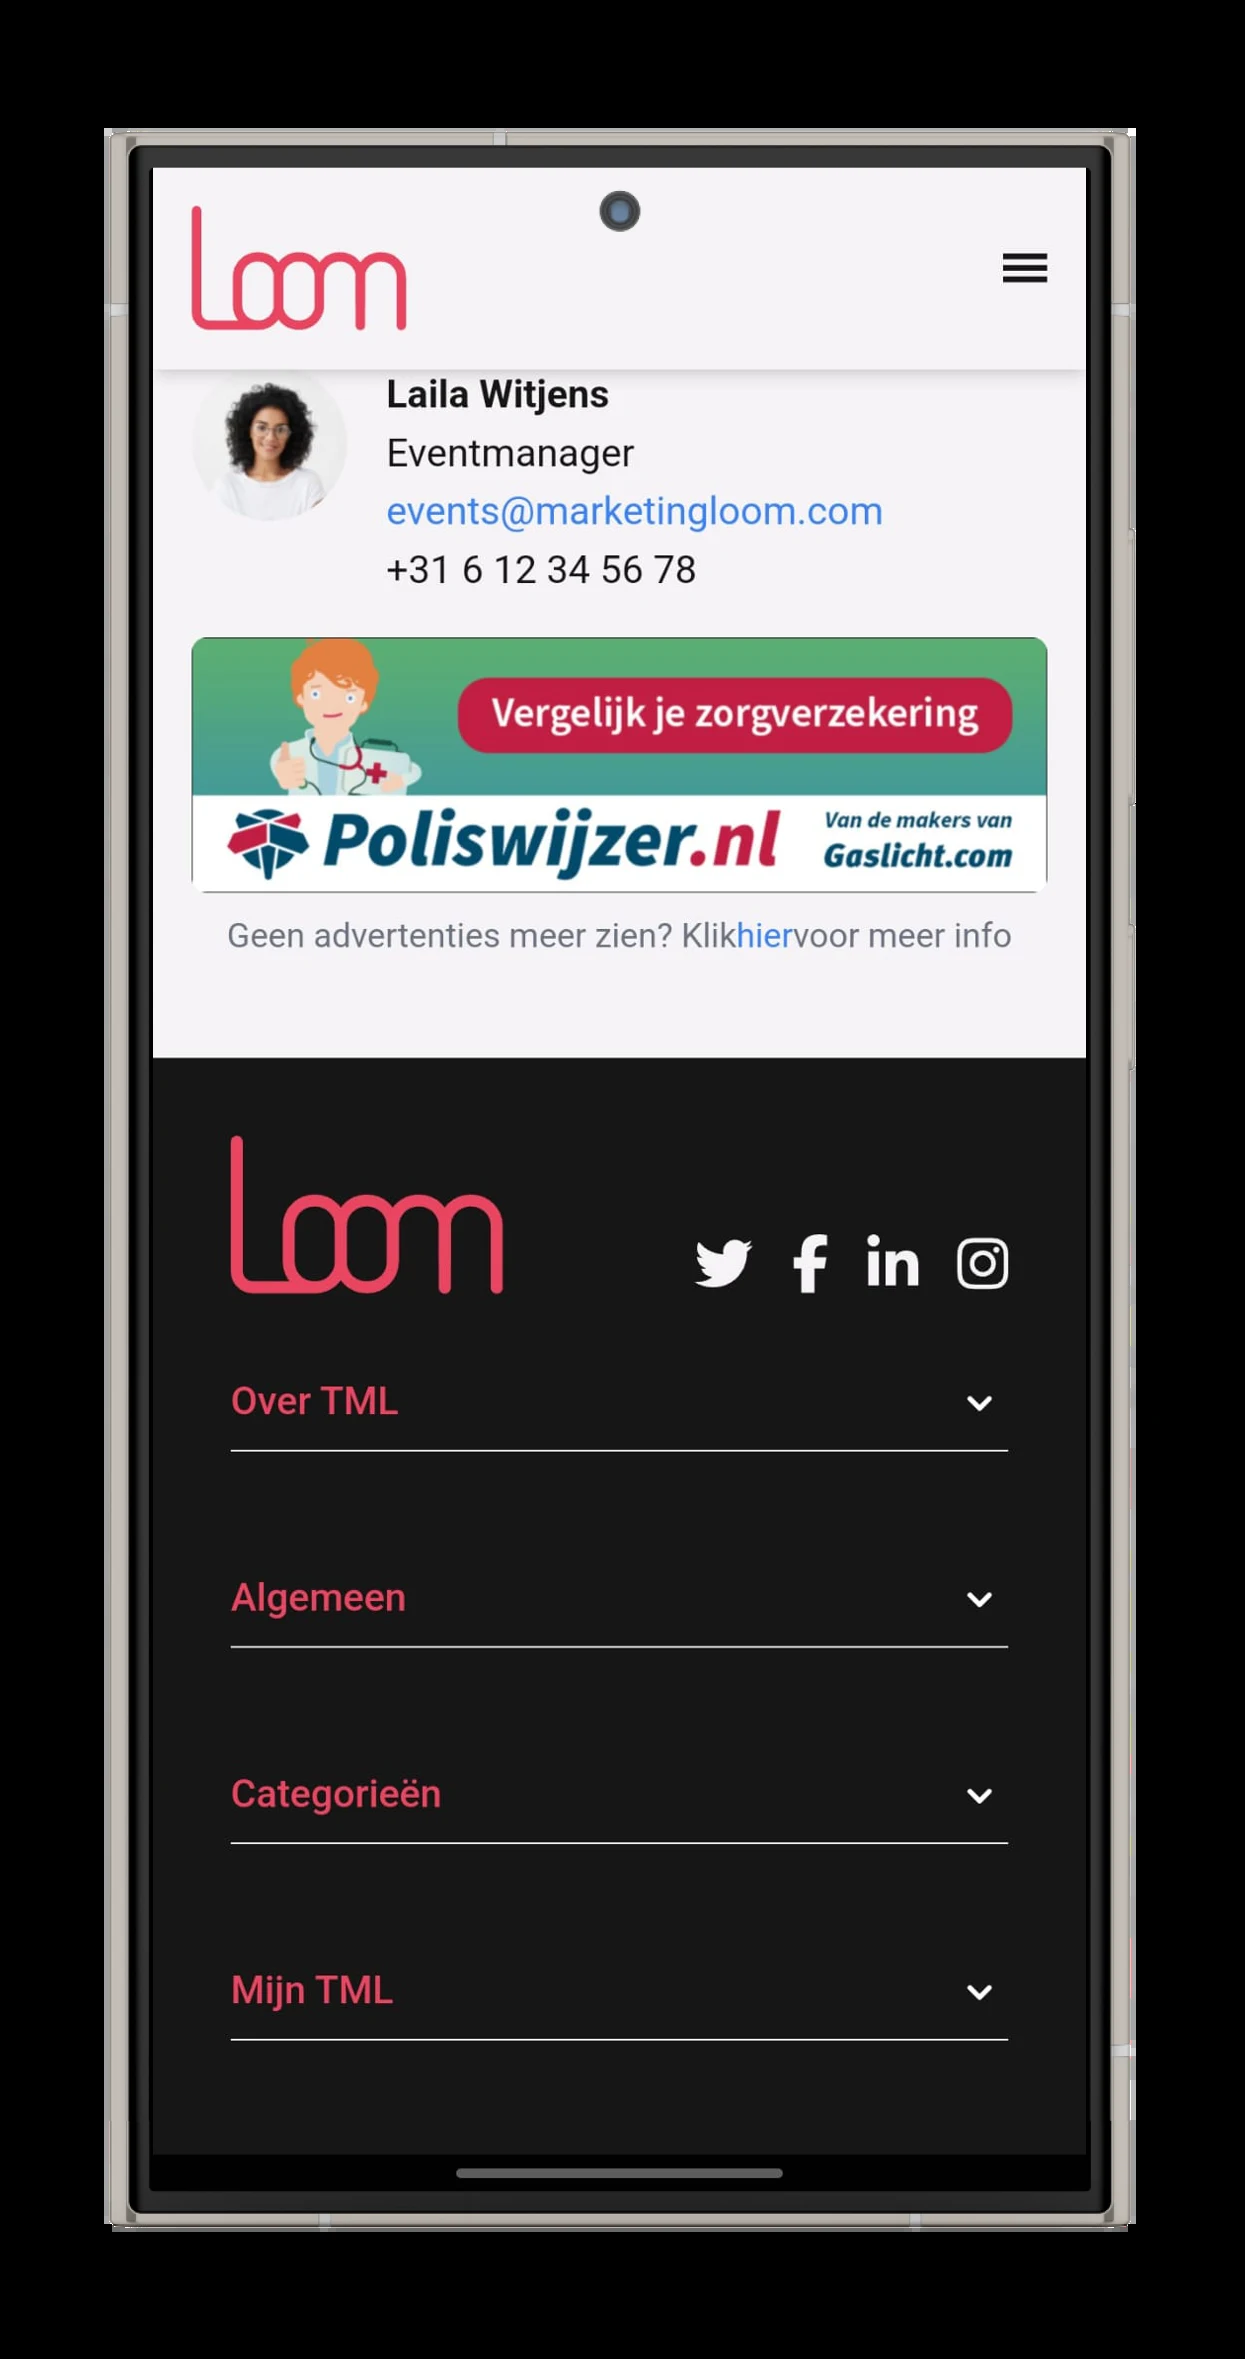 Loom
Laila Witjens
Eventmanager
events@marketingloom.com
+31 6 12 34 56 78
Vergelijk je zorgverzekering
Poliswijzer.nl
Van de makers van
Gaslicht.com
Geen advertenties meer zien? Klikhiervoor meer info
Loom
Over TML
Algemeen
Categorieën
Mijn TML